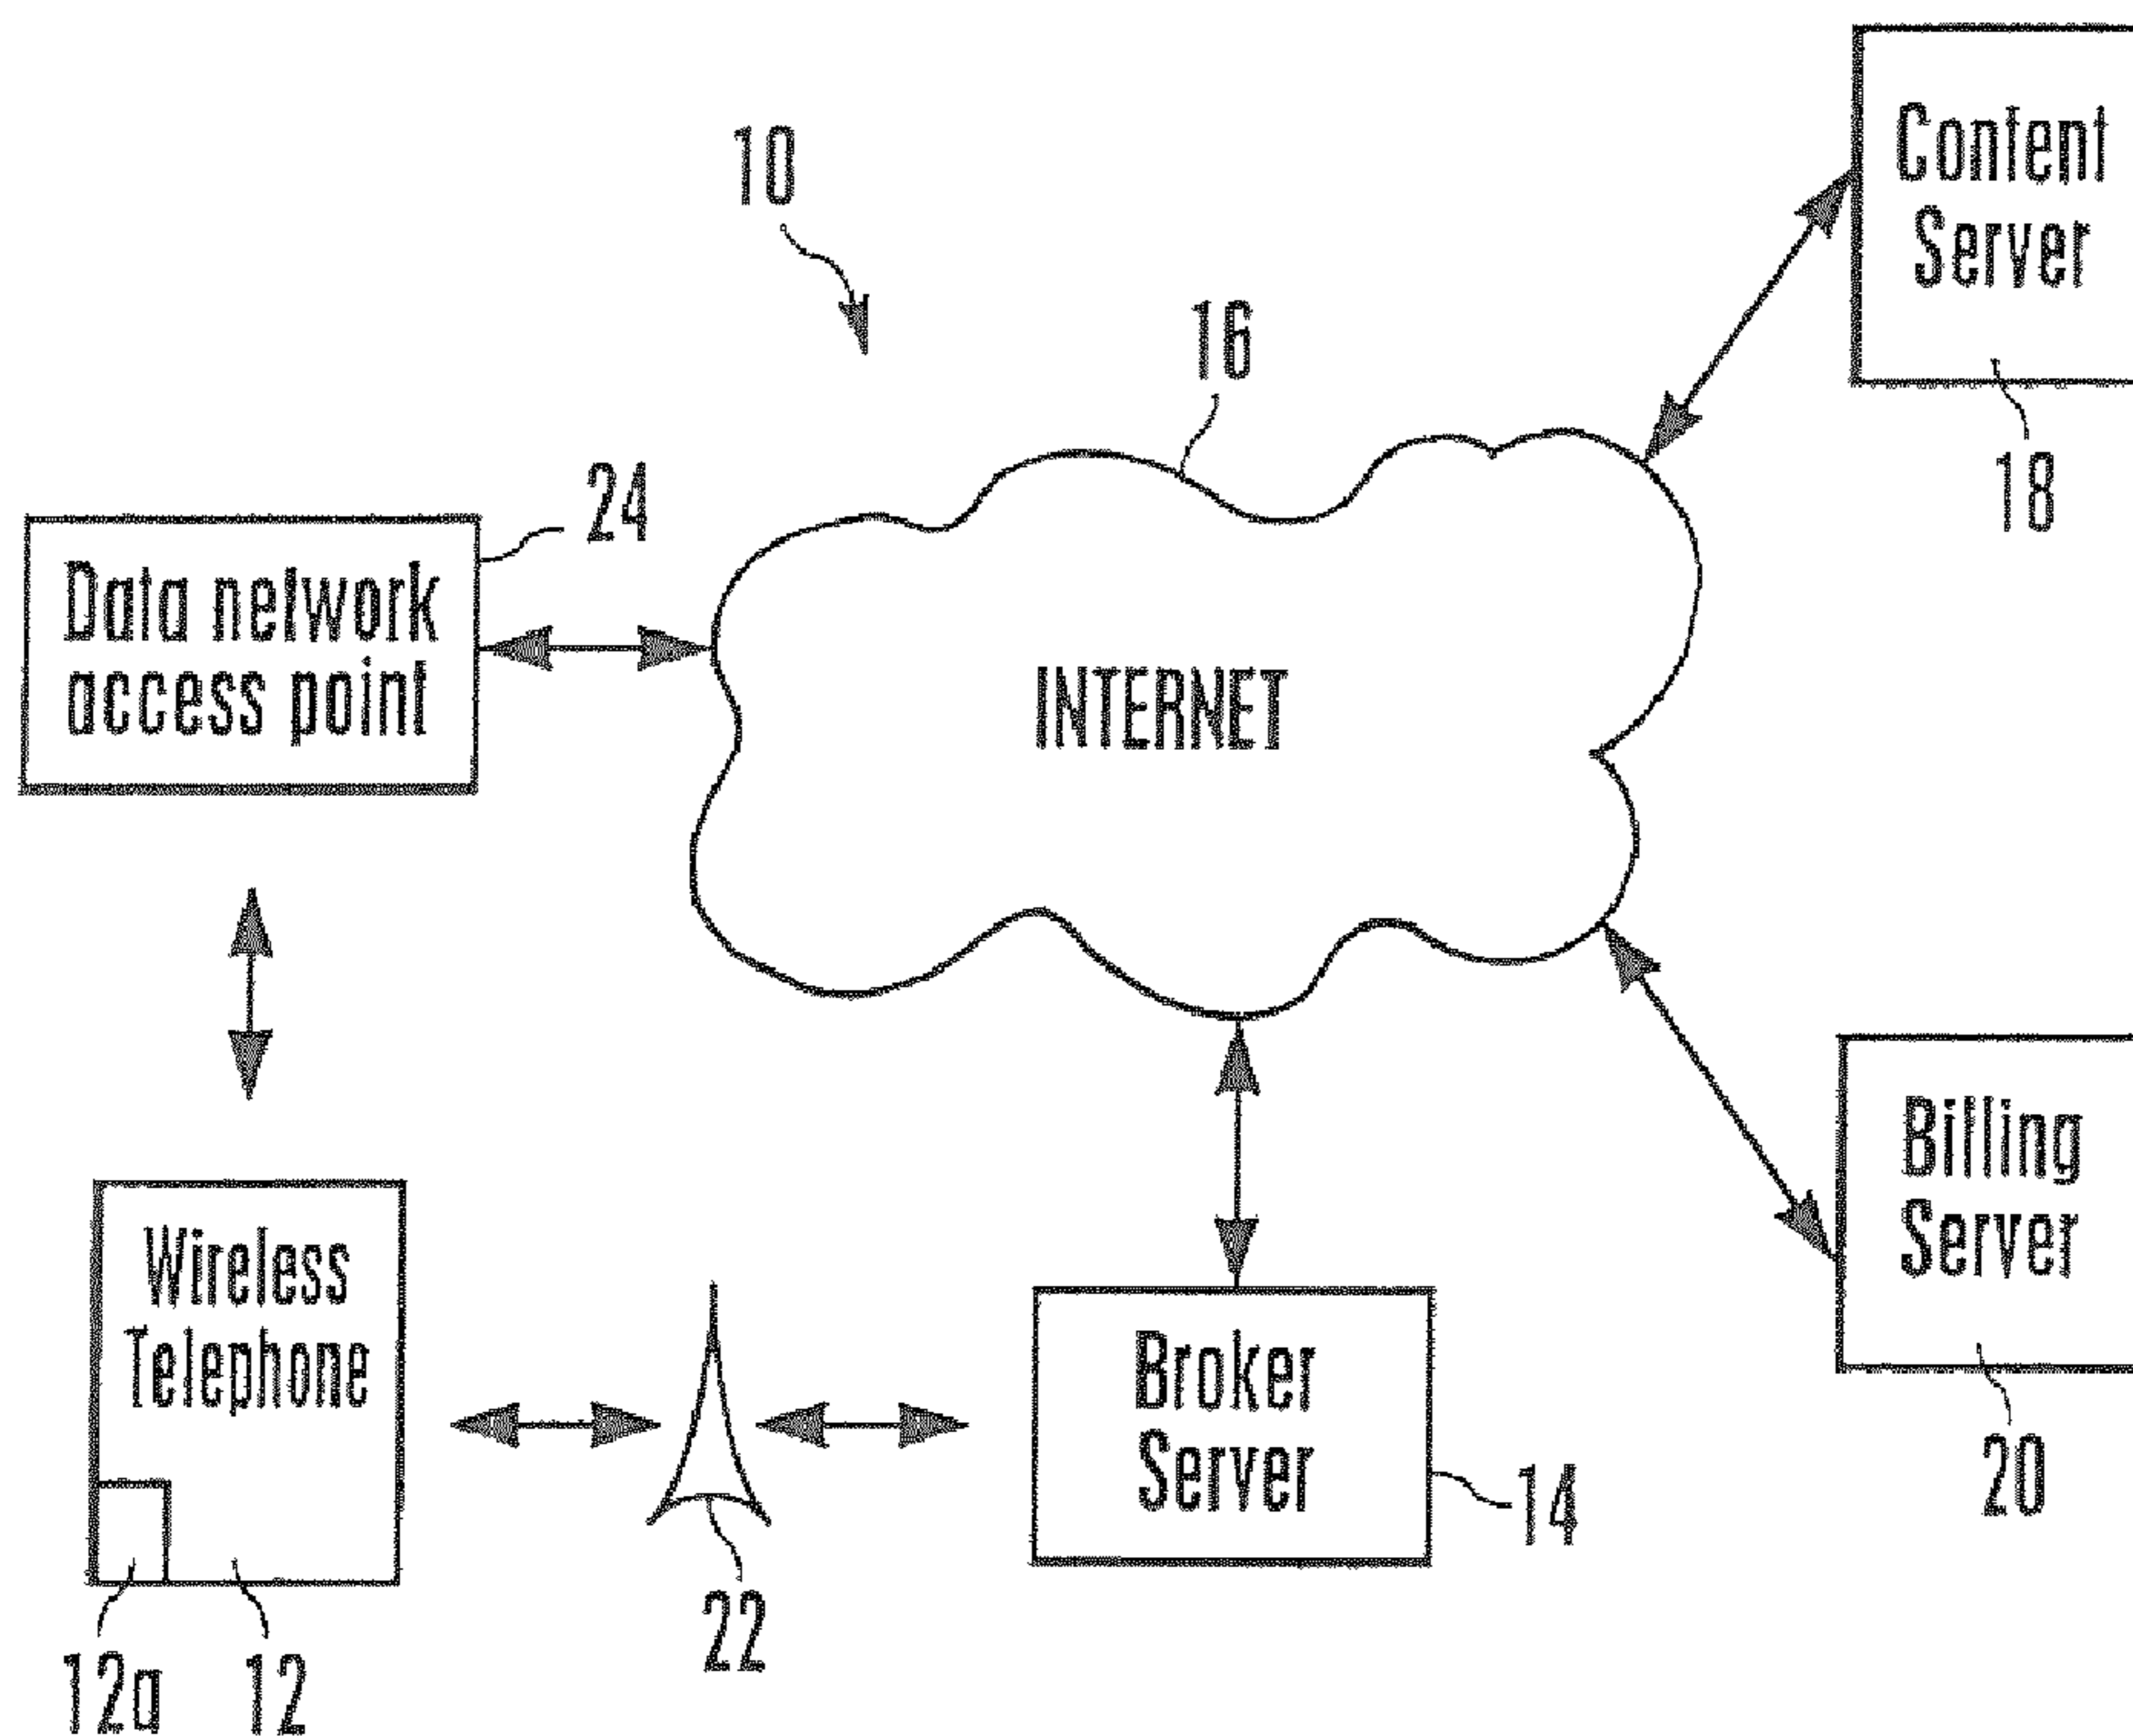 10
Content
Server
18
16
24
Data network
access point
INTERNET
Wireless
Telephone
12a
12
22
Broker
Server
14
Billing
Server
20